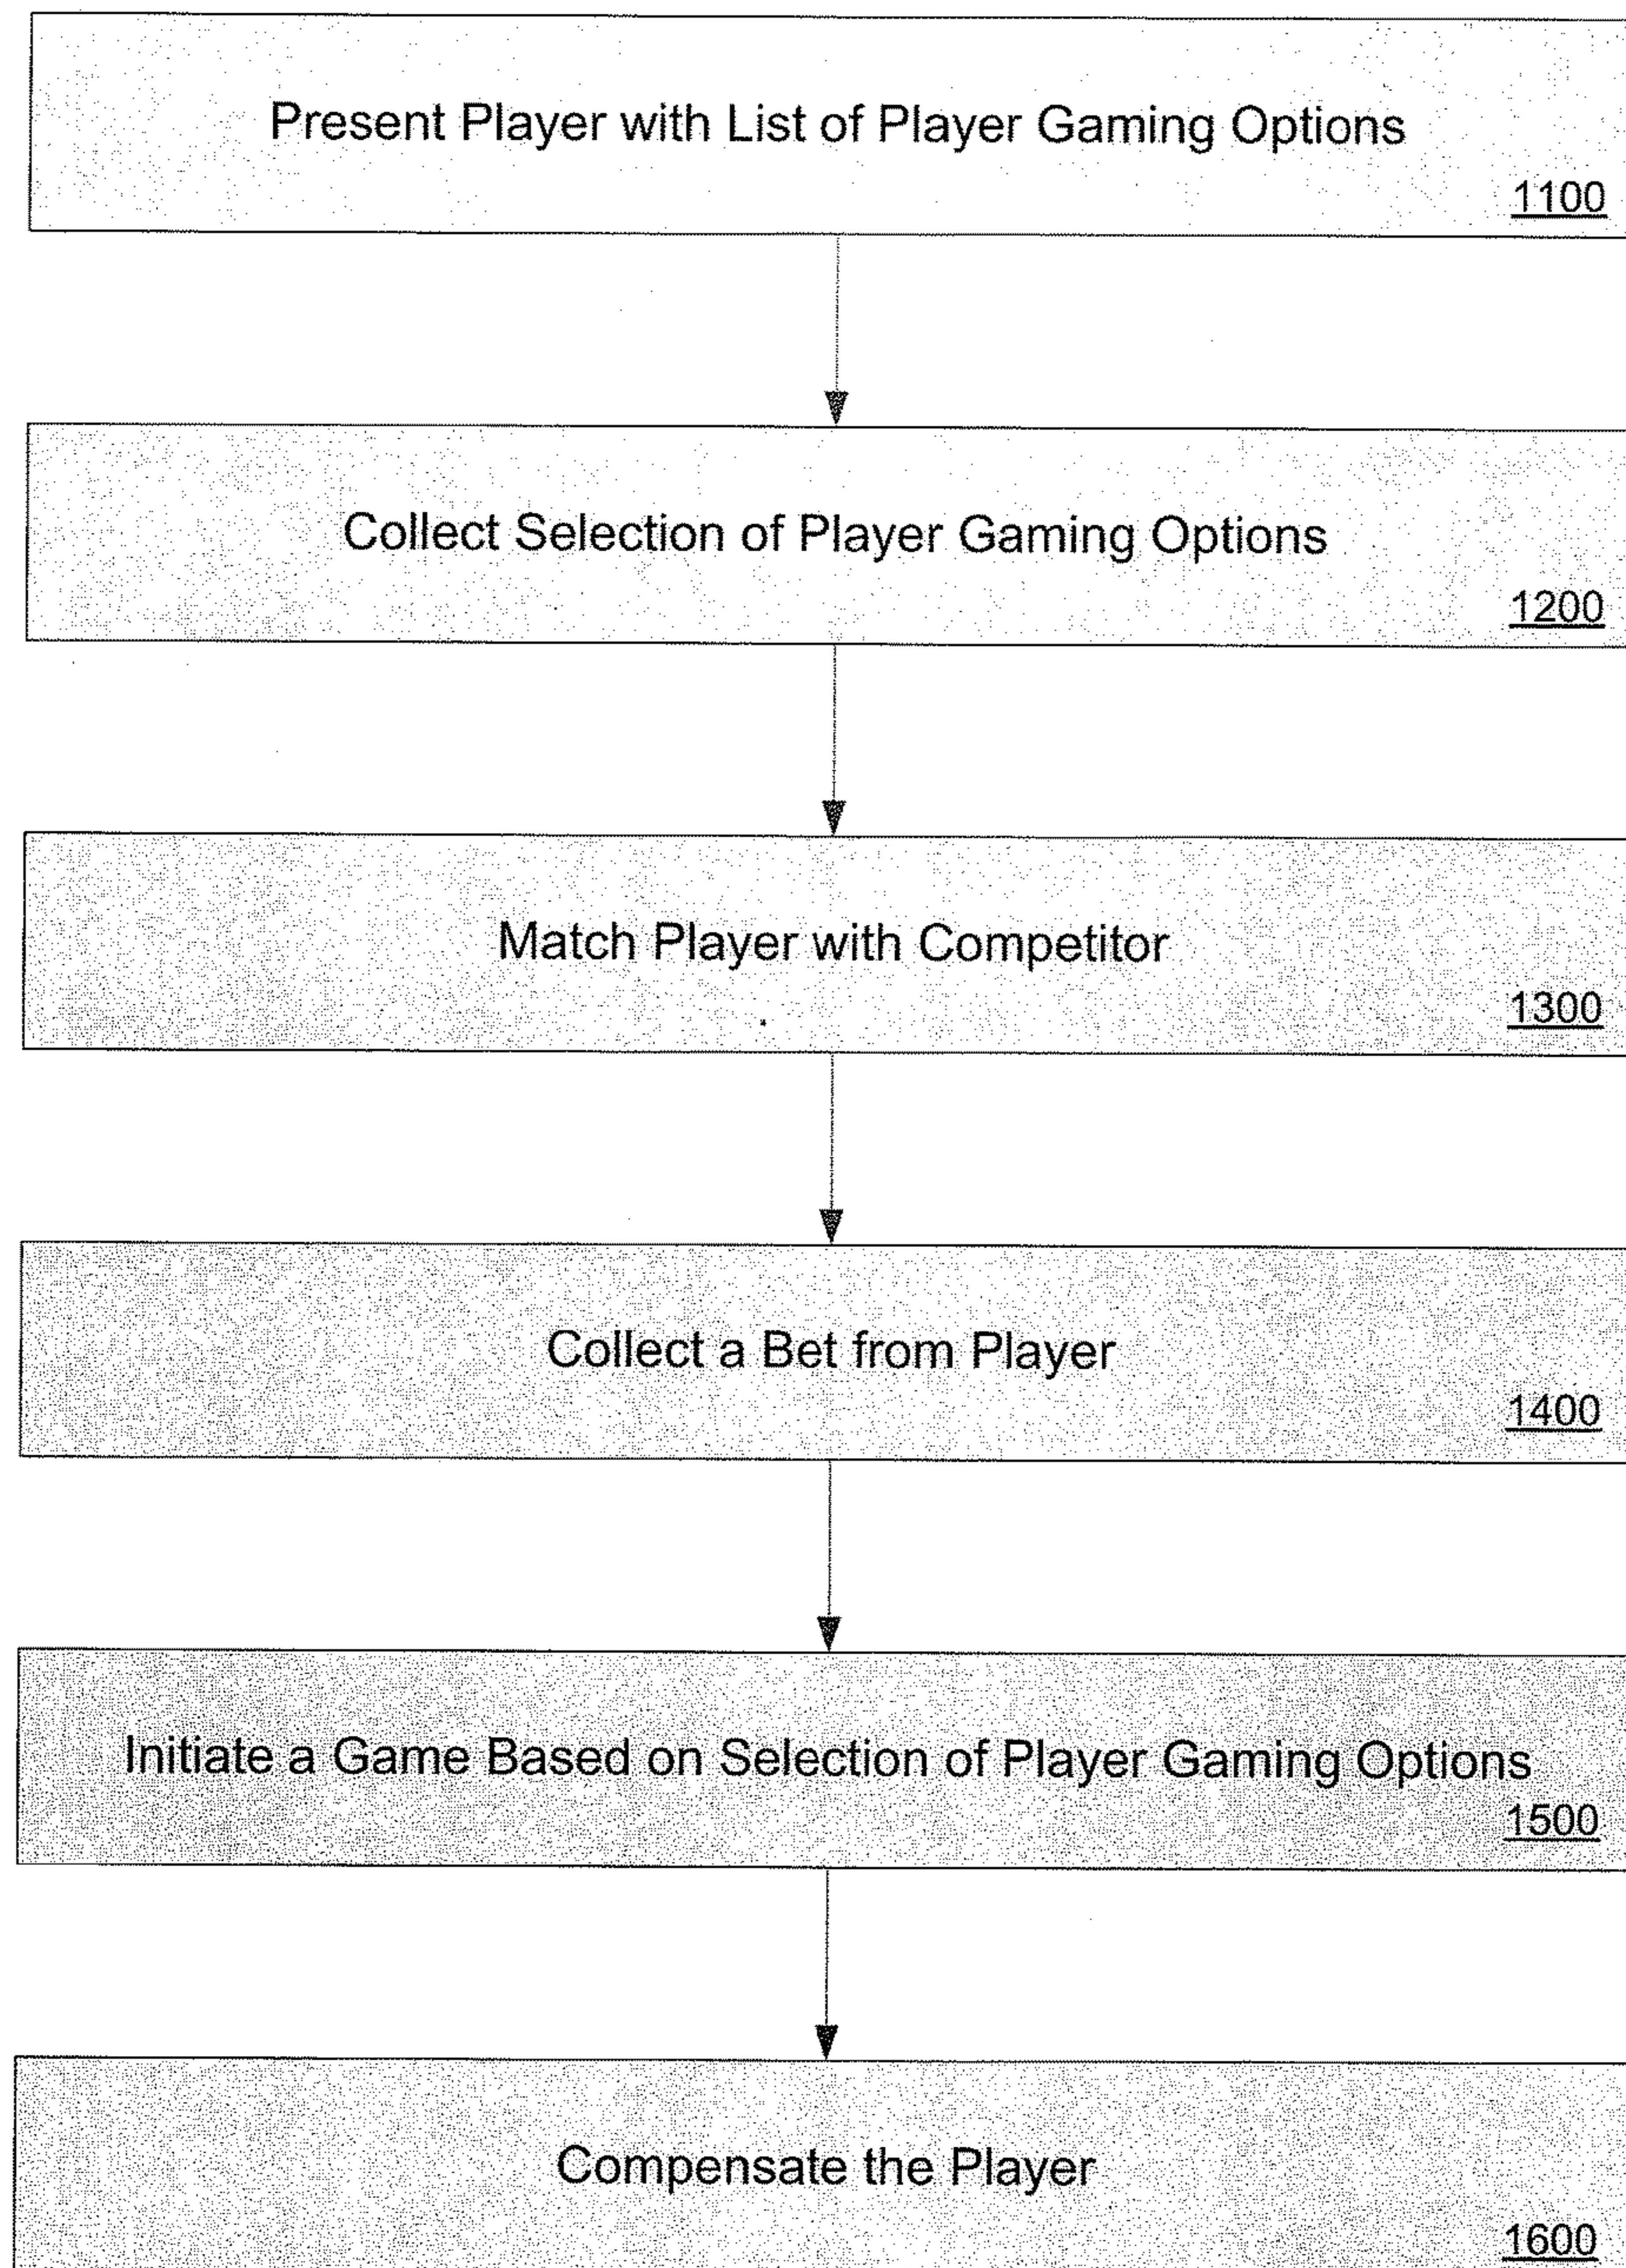 Present Player with List of Player Gaming Options
1100
Collect Selection of Player Gaming Options
1200
Match Player with Competitor
1300
Collect a Bet from Player
1400
Initiate a Game Based on Selection of Player Gaming Options
1500
Compensate the Player
1600